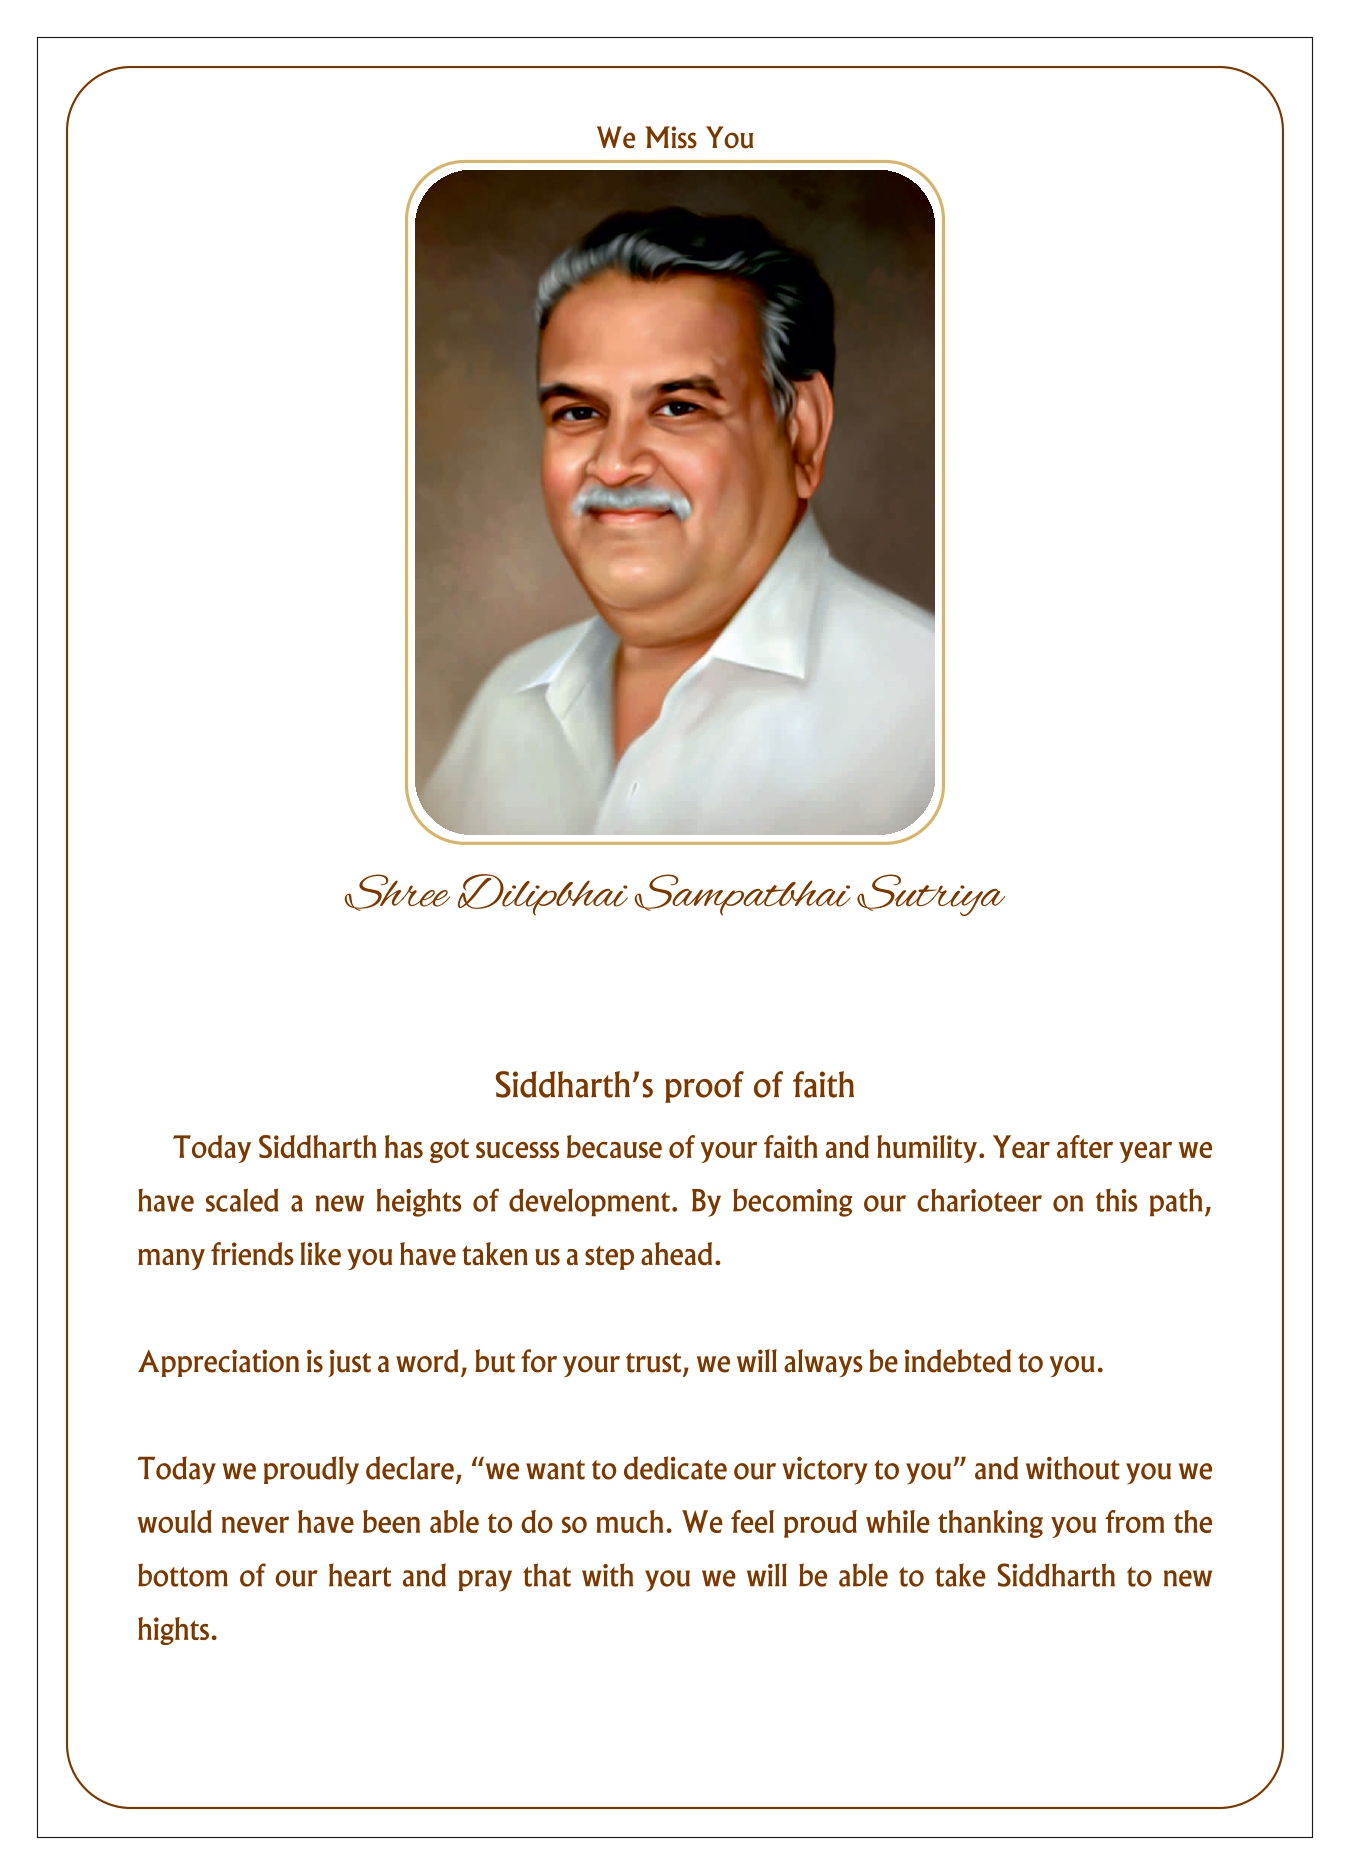 We Miss You
Shree Dilipbhai Sampatbhai Sutriya
Siddharth’s proof of faith
Today Siddharth has got sucesss because of your faith and humility. Year after year we
have scaled a new heights of development. By becoming our charioteer on this path,
many friends like you have taken us a step ahead.
Appreciation is just a word, but for your trust, we will always be indebted to you.
Today we proudly declare, “we want to dedicate our victory to you” and without you we
would never have been able to do so much. We feel proud while thanking you from the
bottom of our heart and pray that with you we will be able to take Siddharth to new
hights.